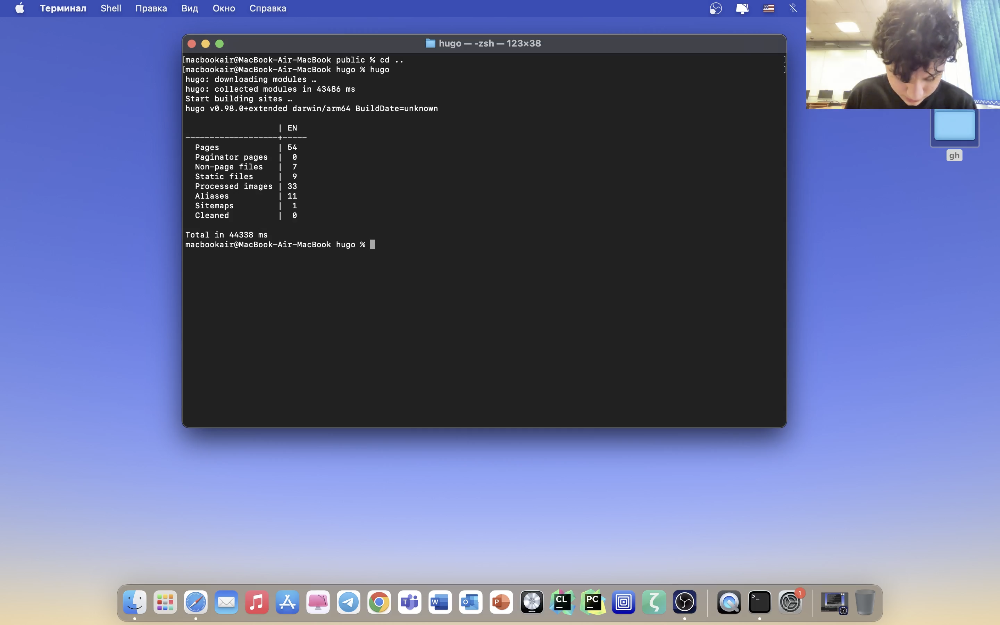 Терминал Shell Правка Вид Окно Справка
hugo — -zsh — 123×38
[macbookair@MacBook-Air-MacBook public % cd .. ]
[macbookair@MacBook-Air-MacBook hugo % hugo ]
hugo: downloading modules …
hugo: collected modules in 43486 ms
Start building sites …
hugo v0.98.0+extended darwin/arm64 BuildDate=unknown
| EN
-------------------+-----
Pages | 54
Paginator pages | 0
Non-page files | 7
Static files | 9
Processed images | 33
Aliases | 11
Sitemaps | 1
Cleaned | 0
Total in 44338 ms
macbookair@MacBook-Air-MacBook hugo %
gh
T W O P CL PC ζ >_ 1